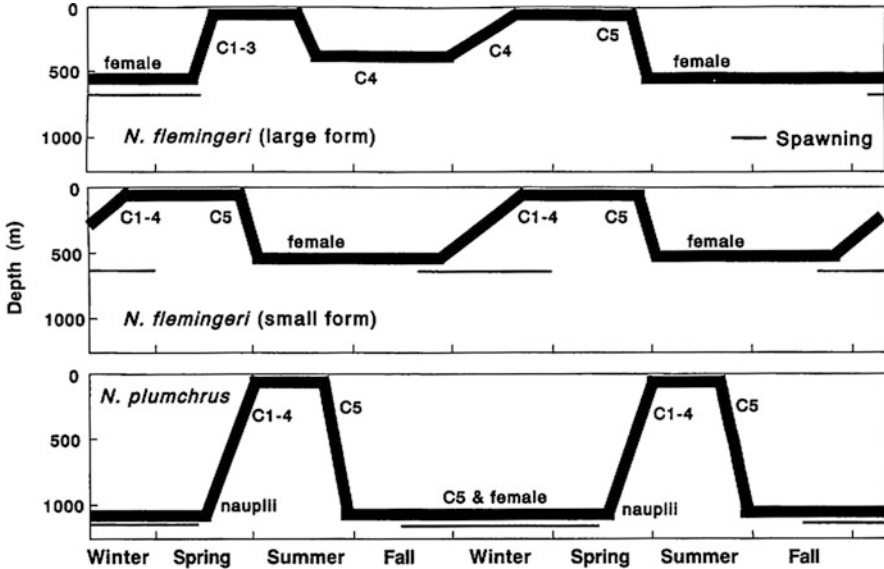 0
female
C1-3
C4
C4
C5
female
500
1000
N. flemingeri (large form)
Spawning
0
C1-4
C5
female
C1-4
C5
female
500
1000
N. flemingeri (small form)
Depth (m)
0
N. plumchrus
C1-4
C5
C1-4
C5
500
nauplii
C5 & female
nauplii
1000
Winter Spring Summer Fall Winter Spring Summer Fall